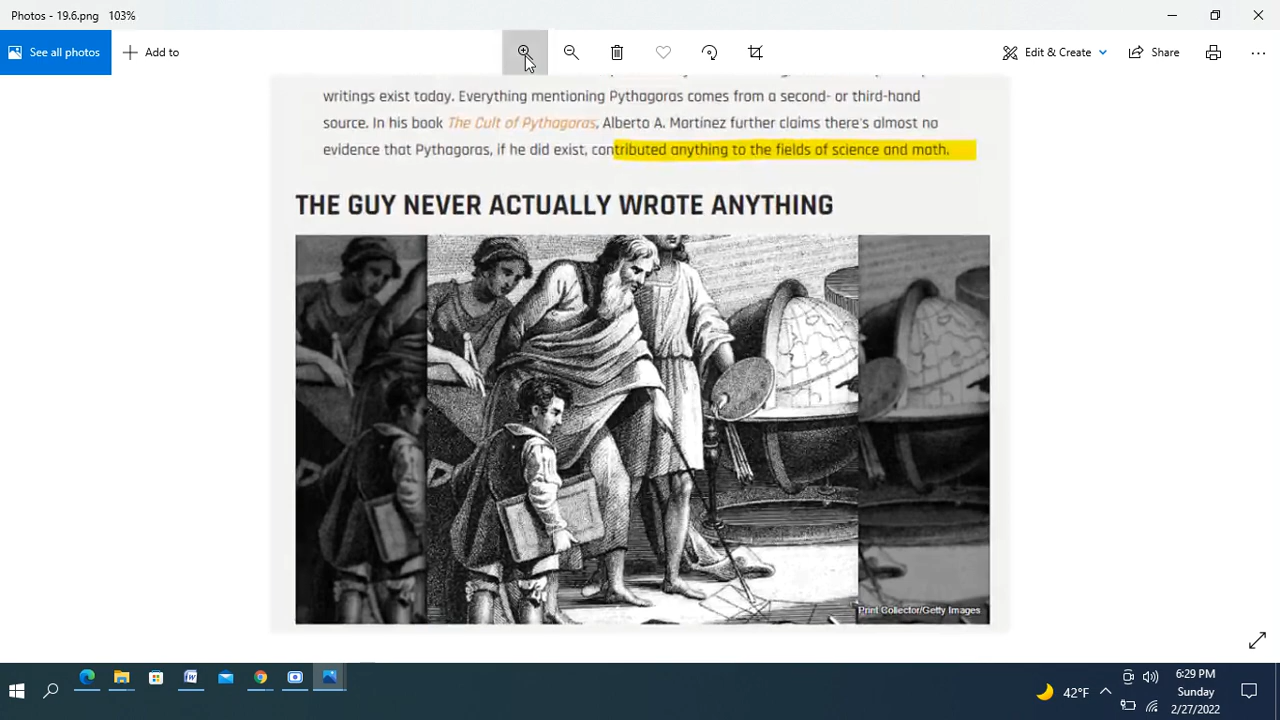 Photos - 19.6.png 103%
See all photos
Add to
Edit & Create
Share
writings exist today. Everything mentioning Pythagoras comes from a second- or third-hand
source. In his book The Cult of Pythagoras, Alberto A. Martínez further claims there's almost no
evidence that Pythagoras, if he did exist, contributed anything to the fields of science and math.
THE GUY NEVER ACTUALLY WROTE ANYTHING
Print Collector/Getty Images
42°F
6:29 PM
Sunday
2/27/2022